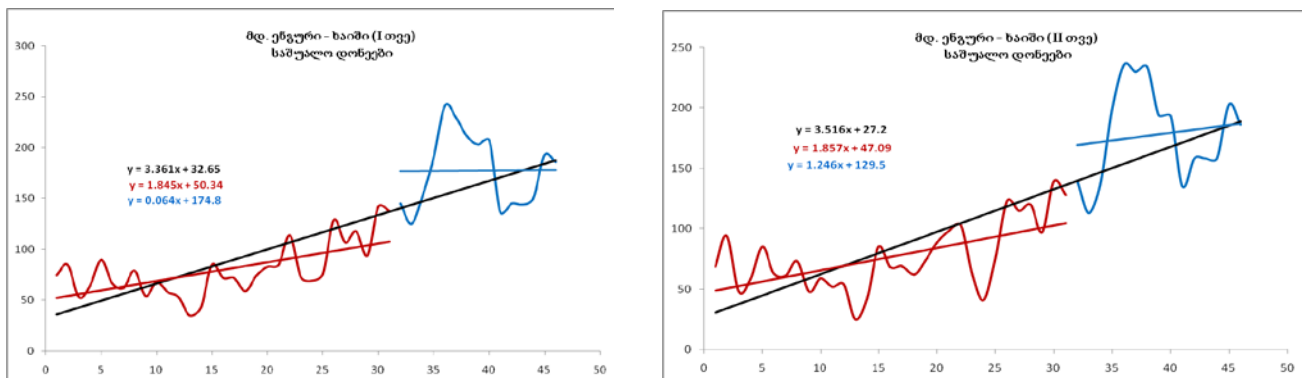 მდ. ენგური – ხაიში (I თვე)
საშუალო დონეები
300
250
200
150
100
50
0
y = 3.361x + 32.65
y = 1.845x + 50.34
y = 0.064x + 174.8
0 5 10 15 20 25 30 35 40 45 50
მდ. ენგური – ხაიში (II თვე)
საშუალო დონეები
250
200
150
100
50
0
y = 3.516x + 27.2
y = 1.857x + 47.09
y = 1.246x + 129.5
0 5 10 15 20 25 30 35 40 45 50